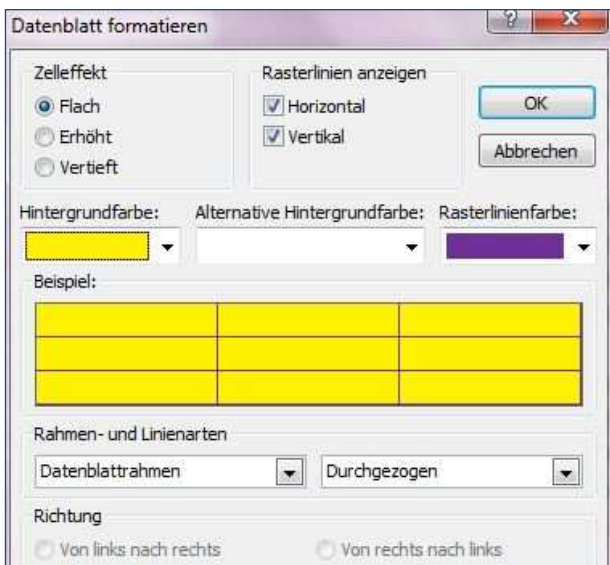 Datenblatt formatieren
Zelleffekt
Flach
Erhöht
Vertieft
Rasterlinien anzeigen
Horizontal
Vertikal
OK
Abbrechen
Hintergrundfarbe:
Alternative Hintergrundfarbe:
Rasterlinienfarbe:
Beispiel:
Rahmen- und Linienarten
Datenblattrahmen
Durchgezogen
Richtung
Von links nach rechts
Von rechts nach links